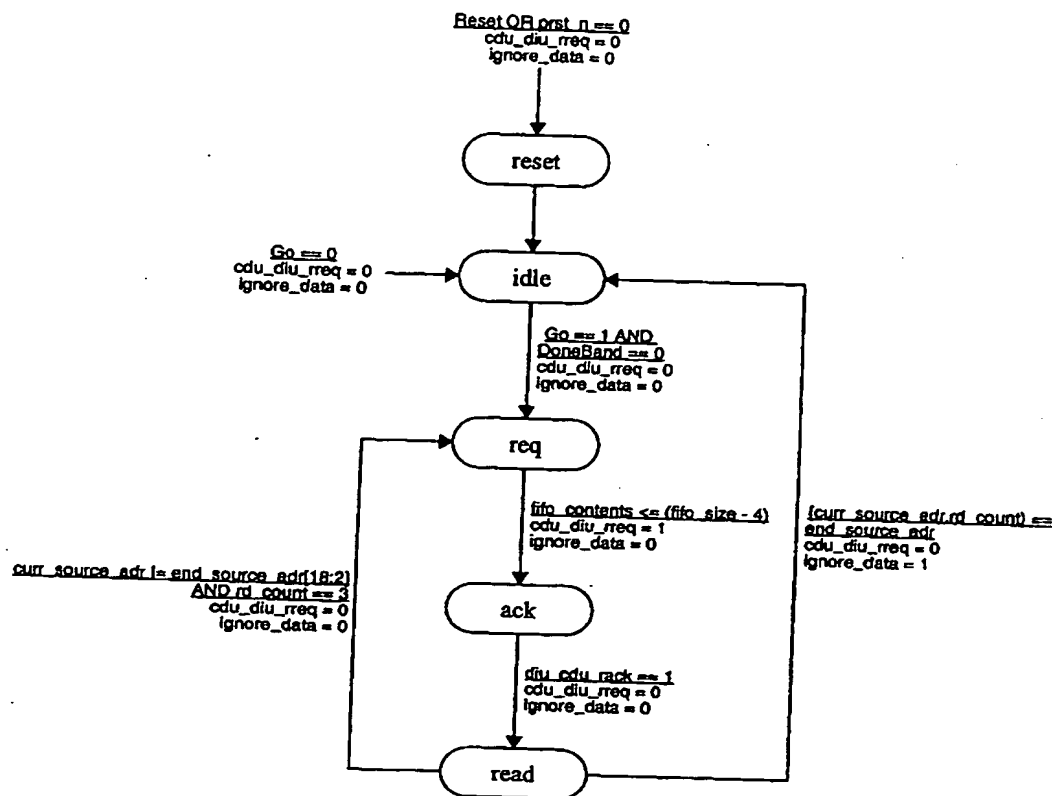 Reset OR prst_n == 0
cdu_diu_rreq = 0
ignore_data = 0
reset
Go == 0
cdu_diu_rreq = 0
ignore_data = 0
idle
Go == 1 AND
DoneBand == 0
cdu_diu_rreq = 0
ignore_data = 0
req
fifo_contents <= (fifo_size - 4)
cdu_diu_rreq = 1
ignore_data = 0
{curr_source_adr,rd_count} ==
end_source_adr
cdu_diu_rreq = 0
ignore_data = 1
curr_source_adr != end_source_adr[18:2]
AND rd_count == 3
cdu_diu_rreq = 0
ignore_data = 0
ack
diu_cdu_rack == 1
cdu_diu_rreq = 0
ignore_data = 0
read